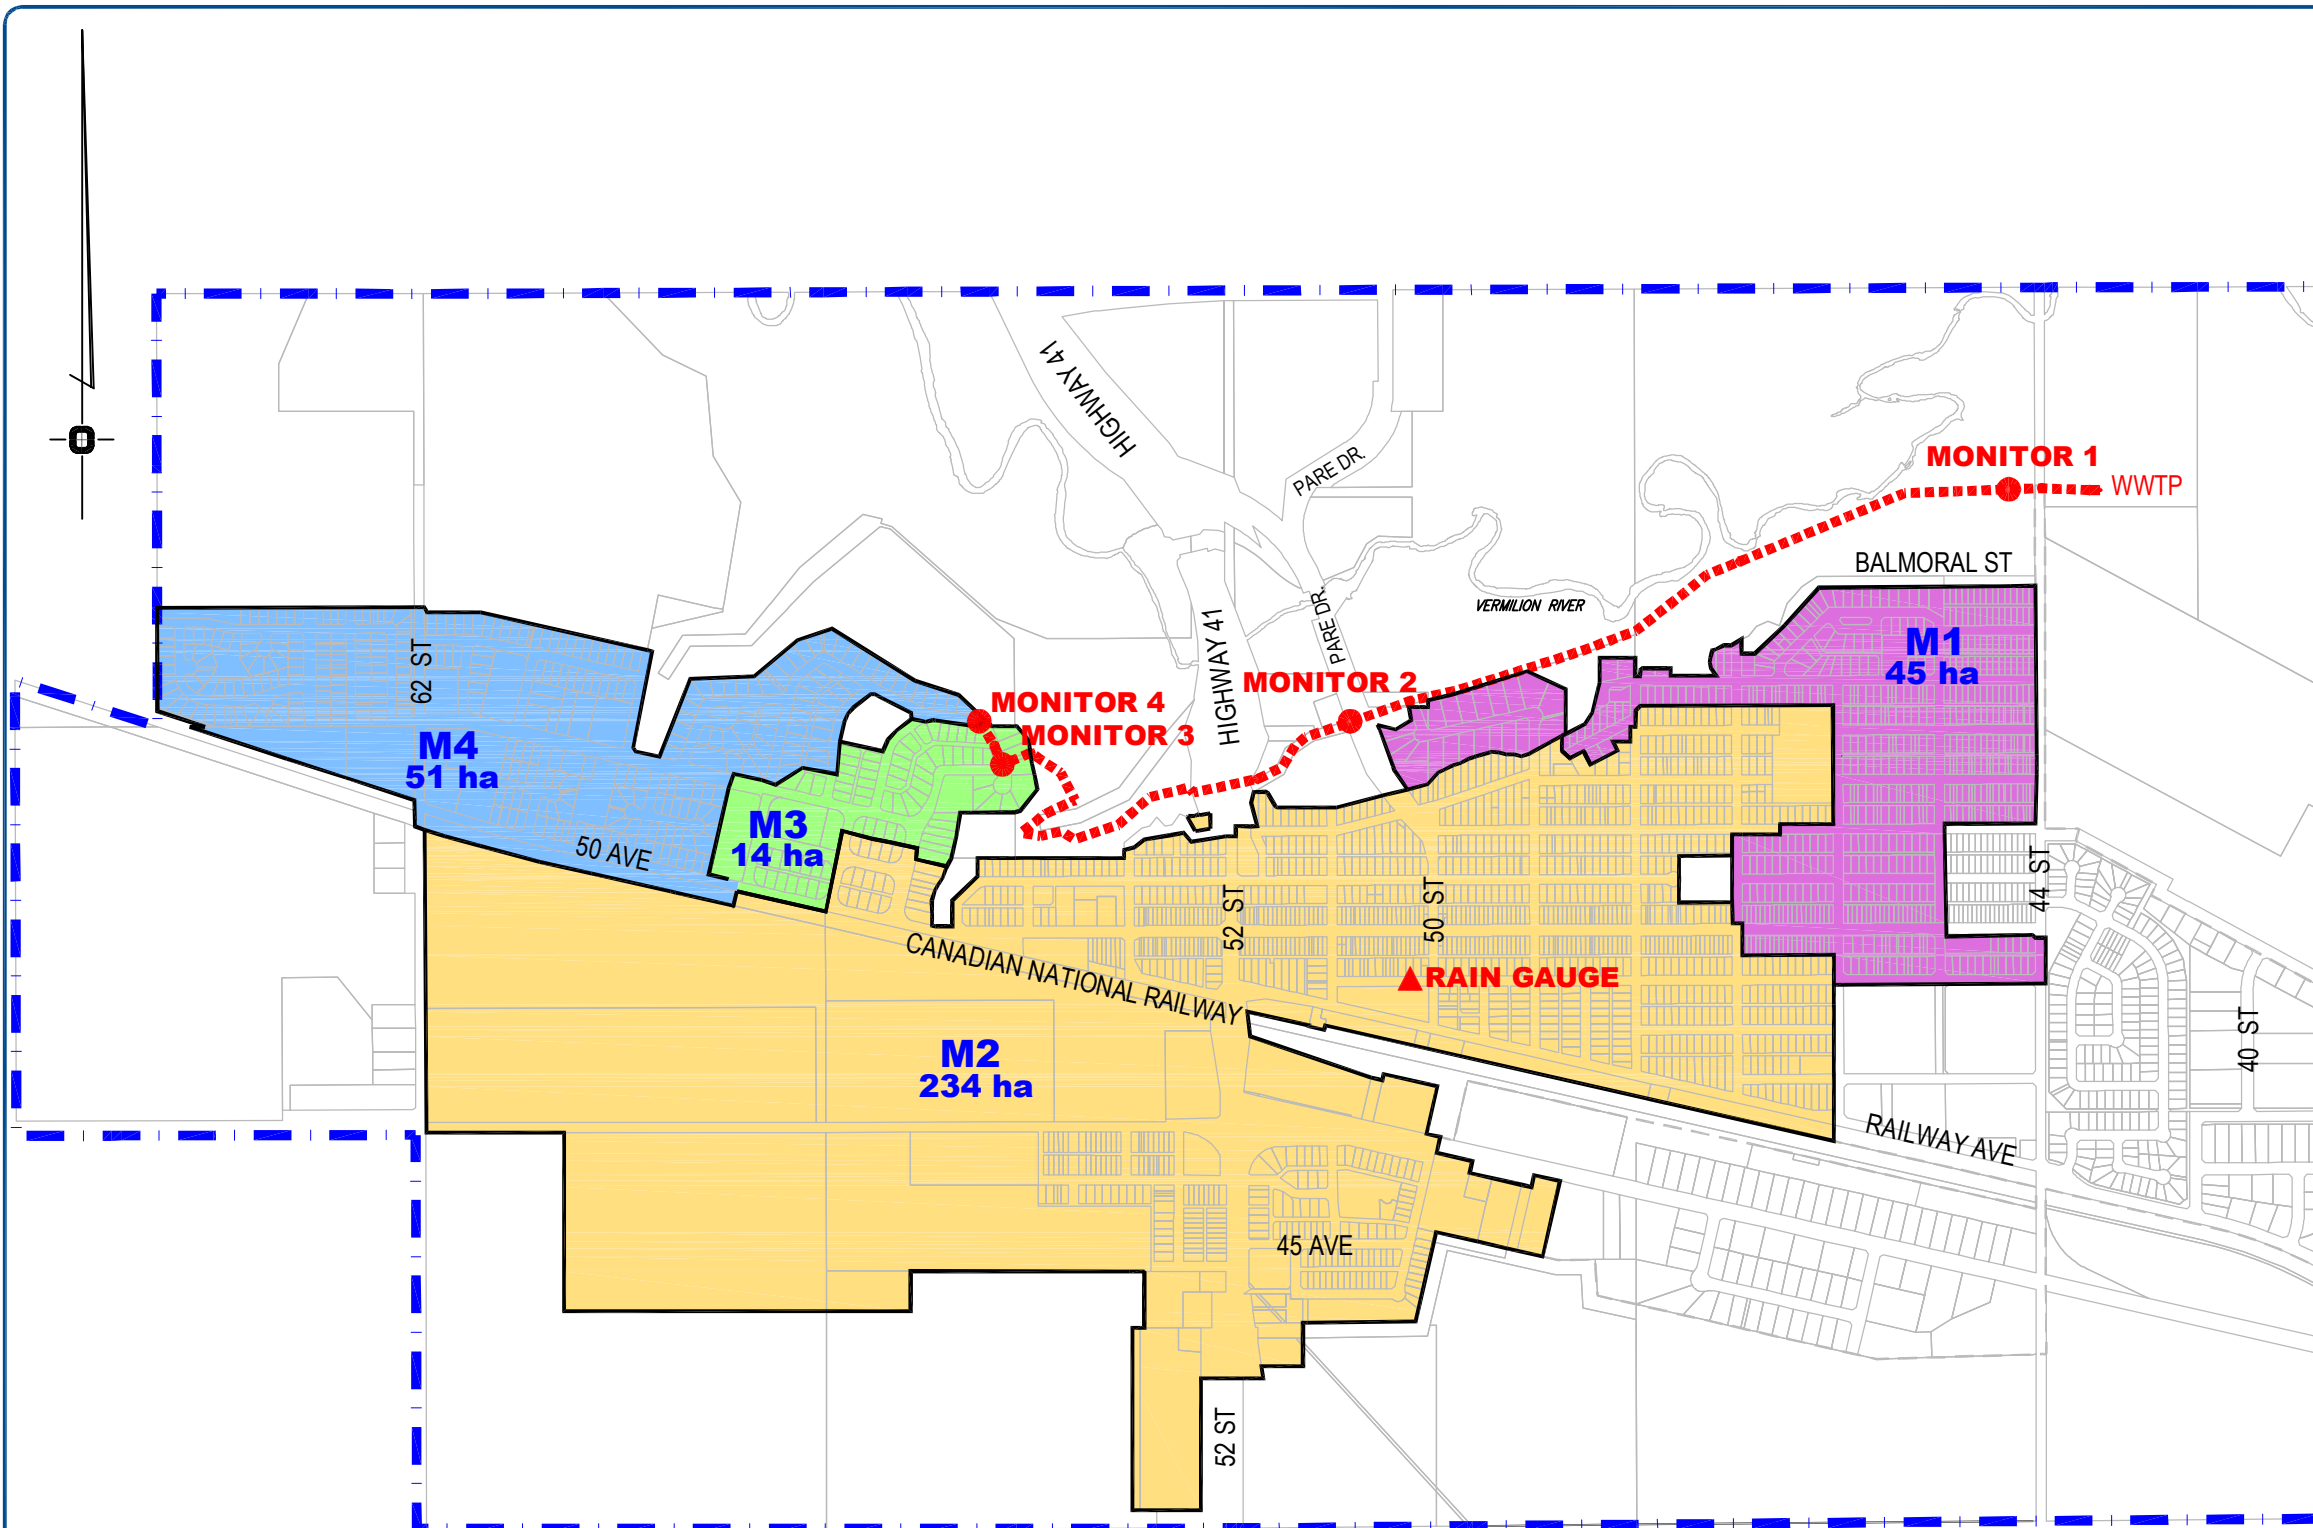 HIGHWAY 41
PARE DR.
MONITOR 1
WWTP
BALMORAL ST
VERMILION RIVER
PARE DR.
HIGHWAY 41
62 ST
M1
45 ha
MONITOR 2
MONITOR 4
MONITOR 3
M4
51 ha
M3
14 ha
50 AVE
52 ST
50 ST
44 ST
CANADIAN NATIONAL RAILWAY
RAIN GAUGE
40 ST
M2
234 ha
RAILWAY AVE
45 AVE
52 ST